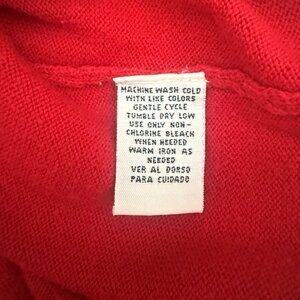 MACHINE WASH COLD
WITH LIKE COLORS
GENTLE CYCLE
TUMBLE DRY LOW
USE ONLY NON-
CHLORINE BLEACH
WHEN NEEDED
WARM IRON AS
NEEDED
VER AL DORSO
PARA CUIDADO